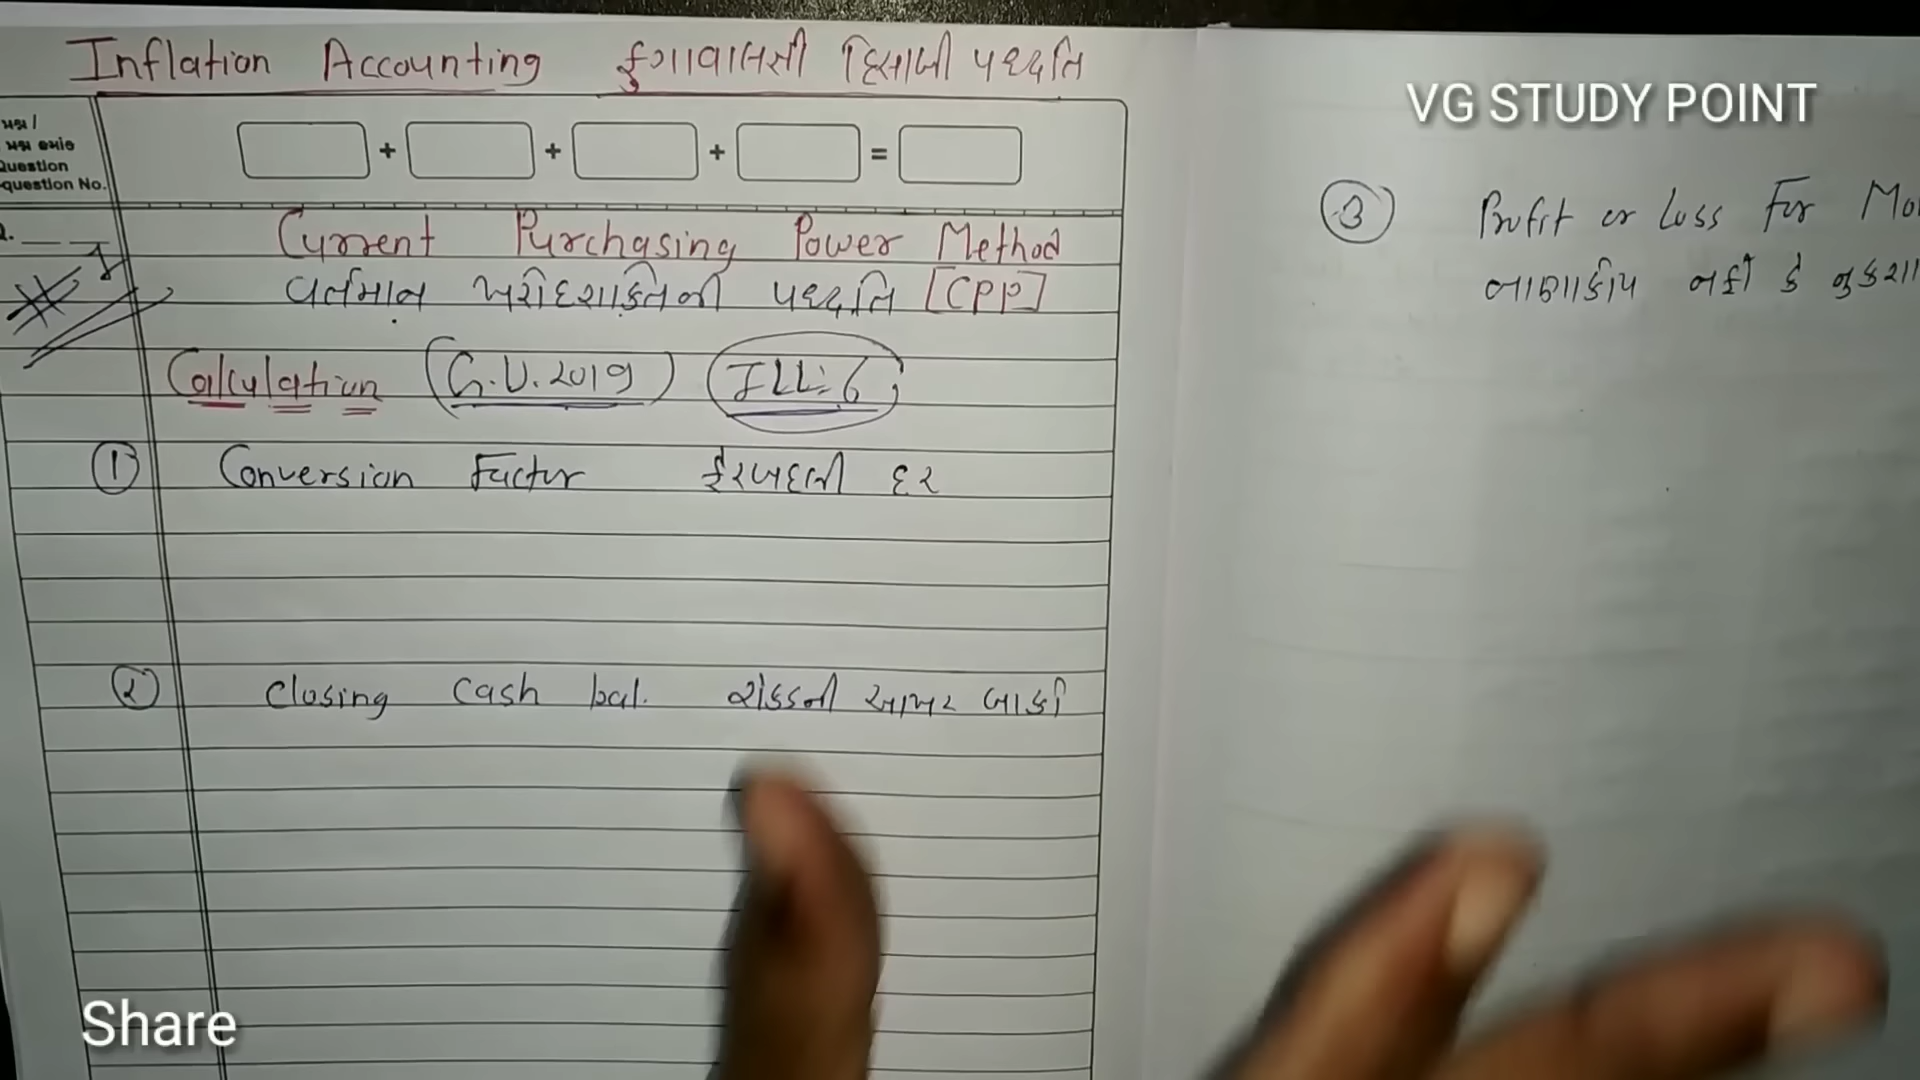 Inflation Accounting ફુગાવાલક્ષી હિસાબી પધ્ધતિ
પ્રશ્ન /
Question
question No.
+ + + =
Current Purchasing Power Method
વર્તમાન ખરીદશક્તિની પધ્ધતિ [CPP]
Calculation (G.U.2019) ILL:6
① Conversion Factor ફેરબદલી દર
② Closing Cash bal. રોકડની આખર બાકી
VG STUDY POINT
③ Profit or Loss For
નાણાકીય નફો કે
Share